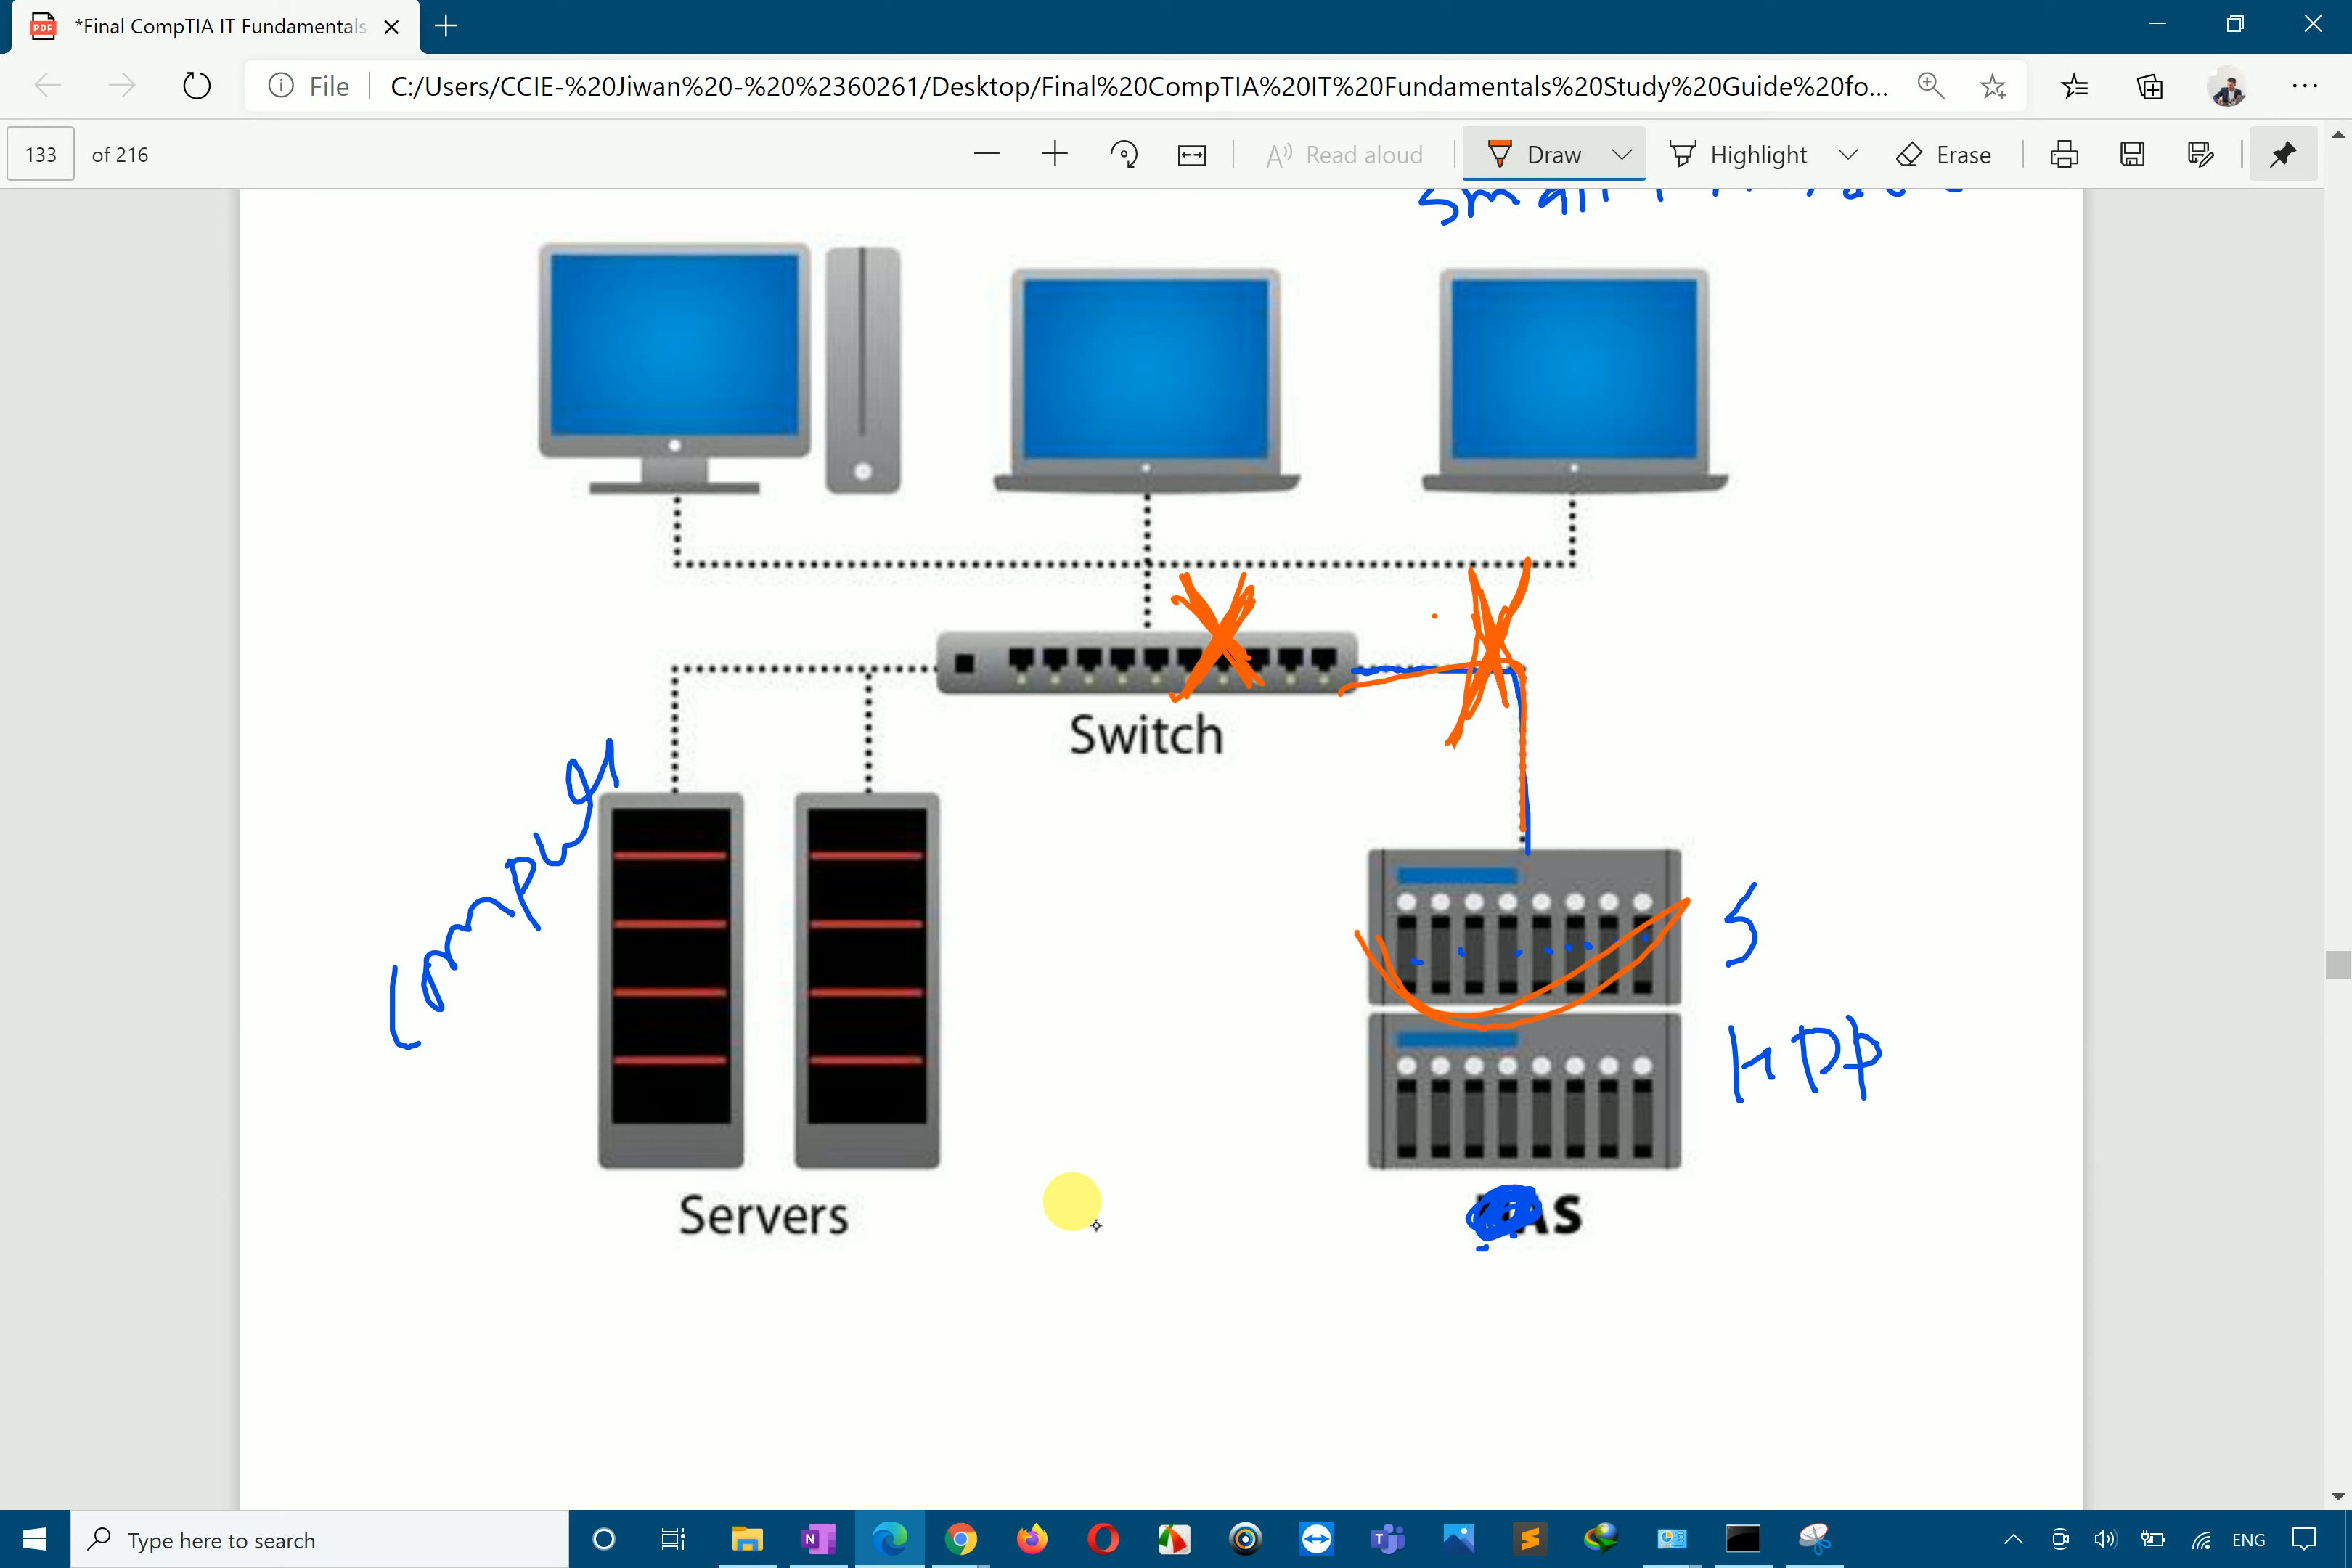 *Final CompTIA IT Fundamentals
File
C:/Users/CCIE-%20Jiwan%20-%20%2360261/Desktop/Final%20CompTIA%20IT%20Fundamentals%20Study%20Guide%20fo...
133 of 216
Read aloud
Draw
Highlight
Erase
Small
Switch
S
HDD
Servers
AS
Type here to search
ENG